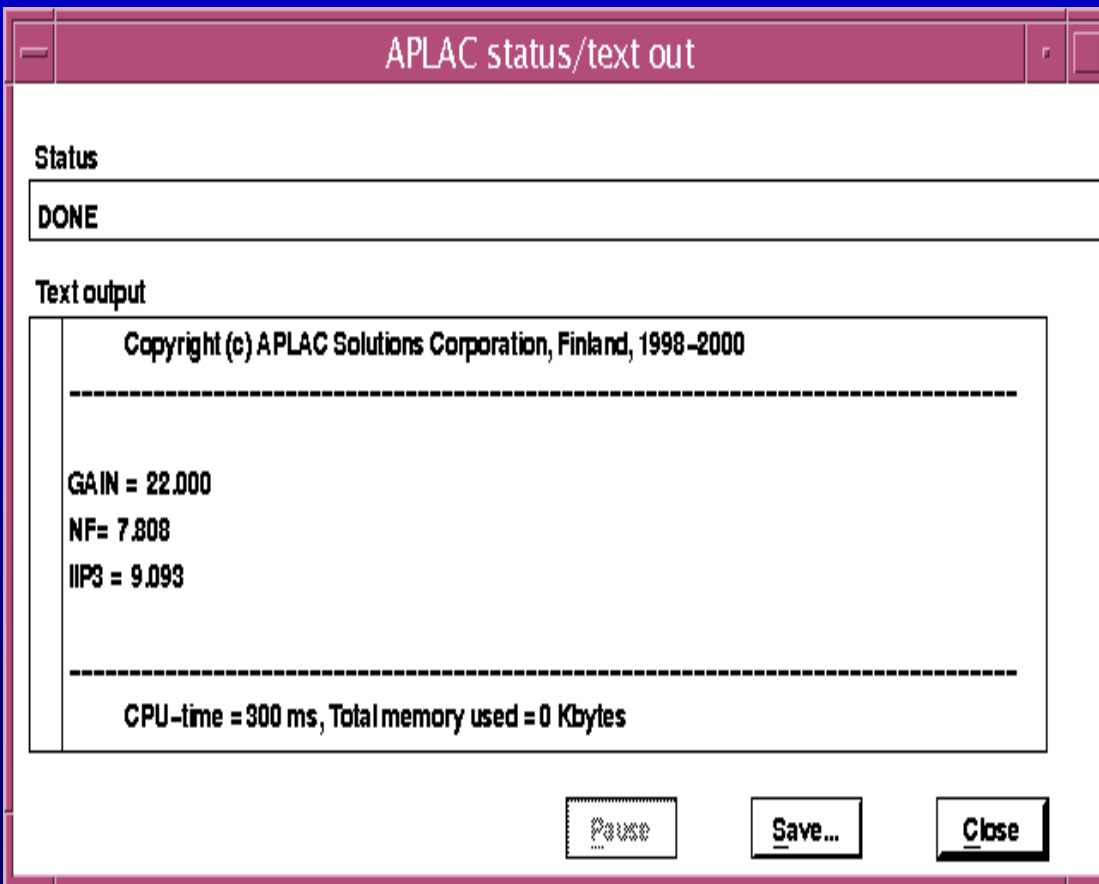 APLAC status/text out
Status
DONE
Text output
Copyright (c) APLAC Solutions Corporation, Finland, 1998-2000
--------------------------------------------------------------------------------
GAIN = 22.000
NF= 7.808
IIP3 = 9.093
--------------------------------------------------------------------------------
CPU-time = 300 ms, Total memory used = 0 Kbytes
Pause Save... Close